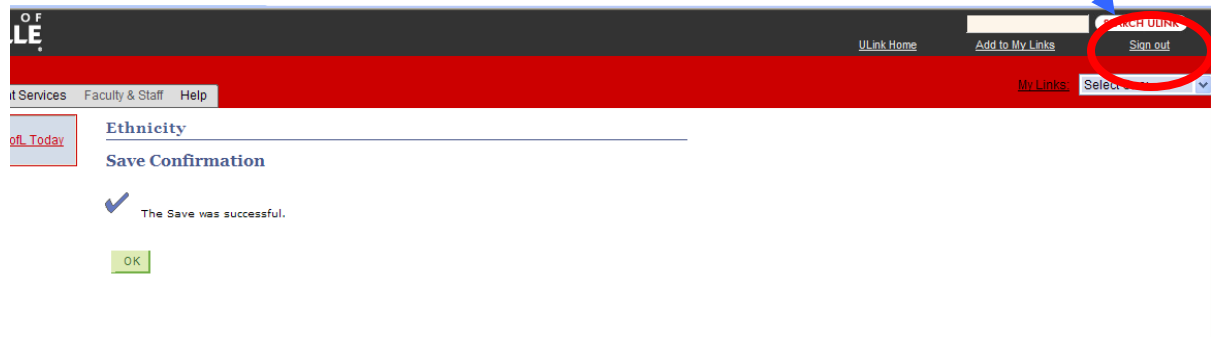 OF
LLE
SEARCH ULINK
ULink Home Add to My Links Sign out
My Links: Select
nt Services Faculty & Staff Help
ofL Today
Ethnicity
Save Confirmation
The Save was successful.
OK